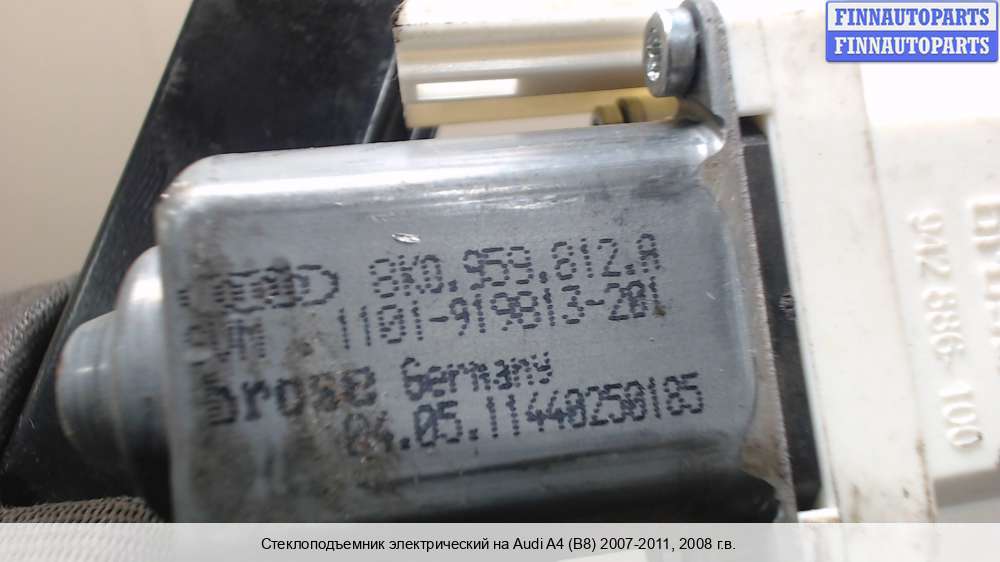 FINNAUTOPARTS
FINNAUTOPARTS
8K0.959.812.A
1101-919813-201
brose Germany
04.05.11440250185
942 886- 100
Стеклоподъемник электрический на Audi A4 (B8) 2007-2011, 2008 г.в.